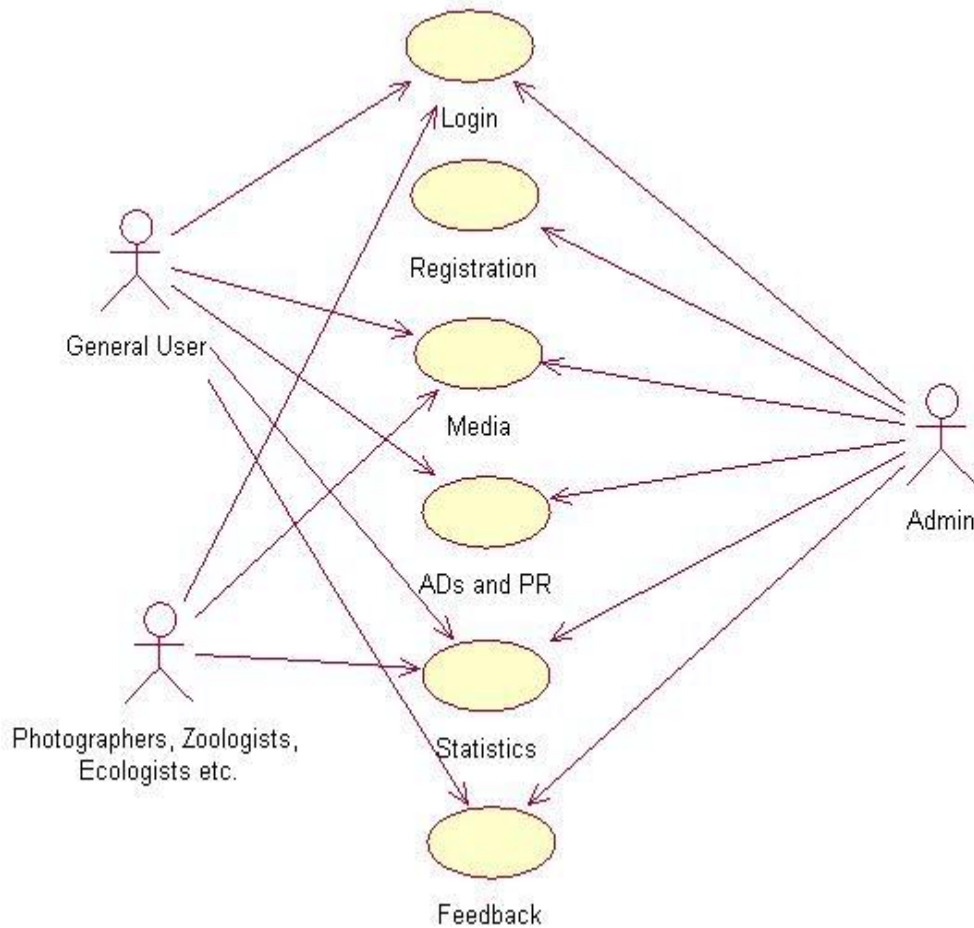 Login
Registration
General User
Media
Admin
ADs and PR
Photographers, Zoologists,
Ecologists etc.
Statistics
Feedback